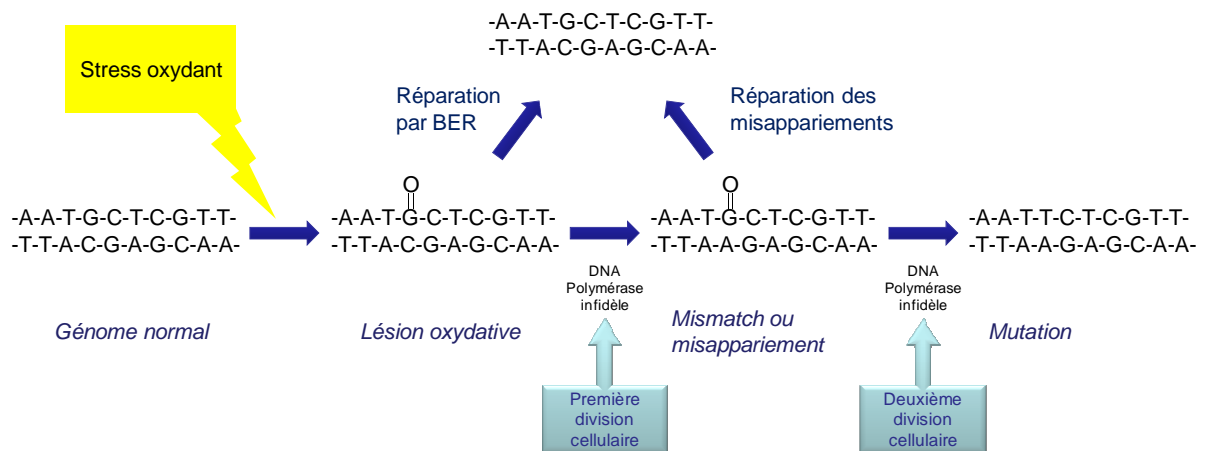 -A-A-T-G-C-T-C-G-T-T-
-T-T-A-C-G-A-G-C-A-A-
Stress oxydant
Réparation
par BER
Réparation des
misappariements
O
O
-A-A-T-G-C-T-C-G-T-T-
-T-T-A-C-G-A-G-C-A-A-
-A-A-T-G-C-T-C-G-T-T-
-T-T-A-C-G-A-G-C-A-A-
-A-A-T-G-C-T-C-G-T-T-
-T-T-A-A-G-A-G-C-A-A-
-A-A-T-T-C-T-C-G-T-T-
-T-T-A-A-G-A-G-C-A-A-
DNA
Polymérase
infidèle
DNA
Polymérase
infidèle
Génome normal
Lésion oxydative
Mismatch ou
misappariement
Mutation
Première
division
cellulaire
Deuxième
division
cellulaire